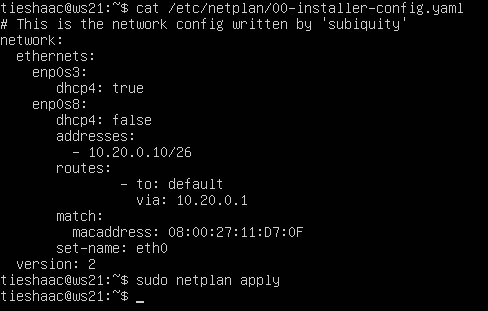 tieshaac@ws21:~$ cat /etc/netplan/00-installer-config.yaml
# This is the network config written by 'subiquity'
network:
  ethernets:
    enp0s3:
       dhcp4: true
    enp0s8:
       dhcp4: false
       addresses:
         - 10.20.0.10/26
       routes:
               - to: default
                 via: 10.20.0.1
       match:
         macaddress: 08:00:27:11:D7:0F
       set-name: eth0
  version: 2
tieshaac@ws21:~$ sudo netplan apply
tieshaac@ws21:~$ _